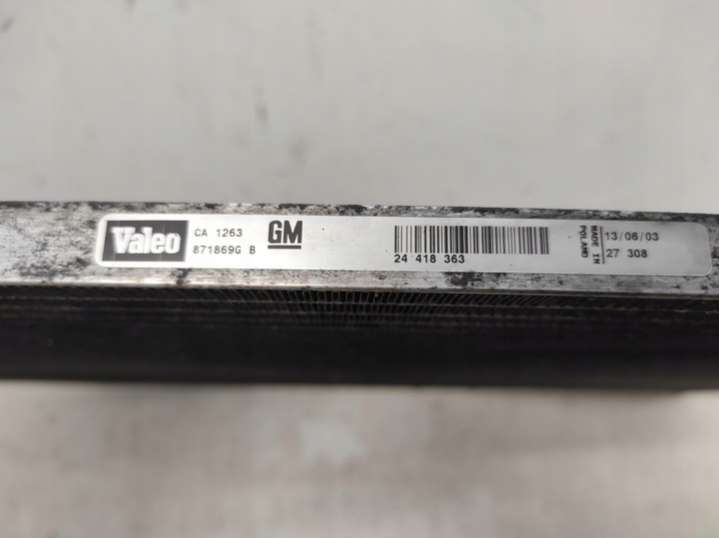 Valeo
CA 1263
871869G B
GM
24 418 363
MADE IN
POLAND
13/06/03
27 308